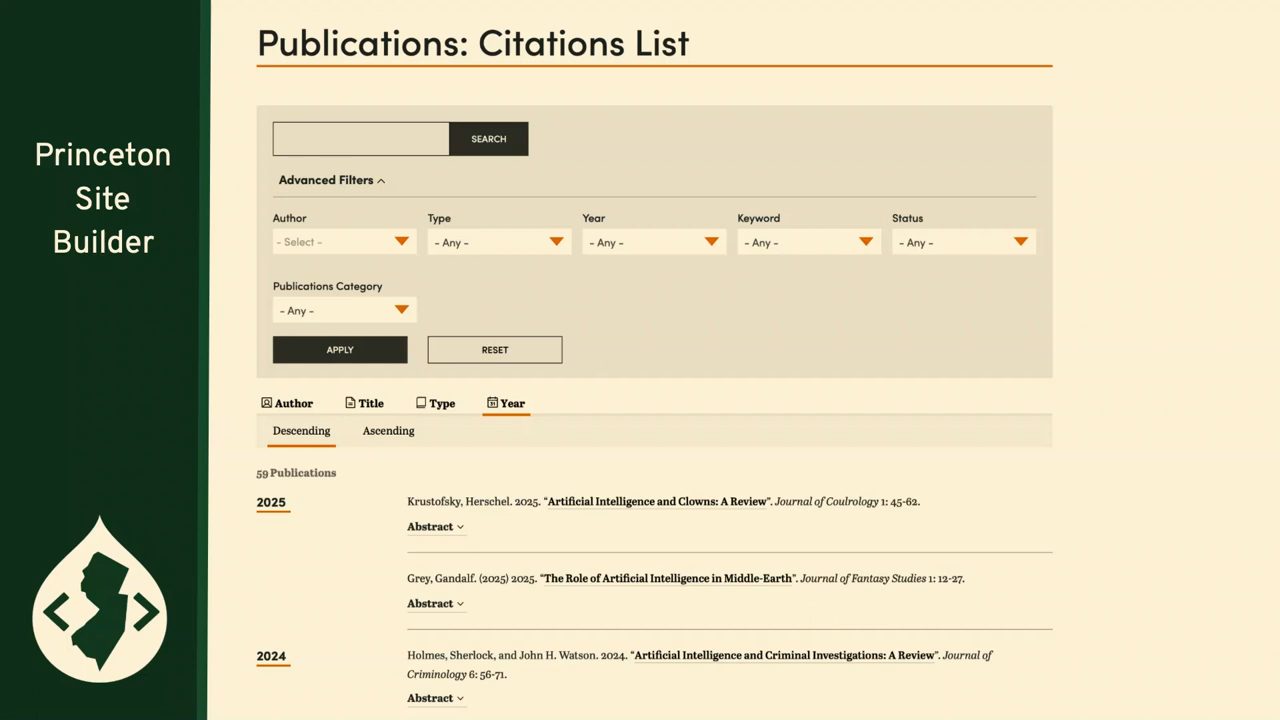 Publications: Citations List
Princeton
Site
Builder
SEARCH
Advanced Filters
Author Type Year Keyword Status
- Select - - Any - - Any - - Any - - Any -
Publications Category
- Any -
APPLY RESET
Author Title Type Year
Descending Ascending
59 Publications
2025 Krustofsky, Herschel. 2025. “Artificial Intelligence and Clowns: A Review”. Journal of Coulrology 1: 45-62.
Abstract
Grey, Gandalf. (2025) 2025. “The Role of Artificial Intelligence in Middle-Earth”. Journal of Fantasy Studies 1: 12-27.
Abstract
2024 Holmes, Sherlock, and John H. Watson. 2024. “Artificial Intelligence and Criminal Investigations: A Review”. Journal of
Criminology 6: 56-71.
Abstract